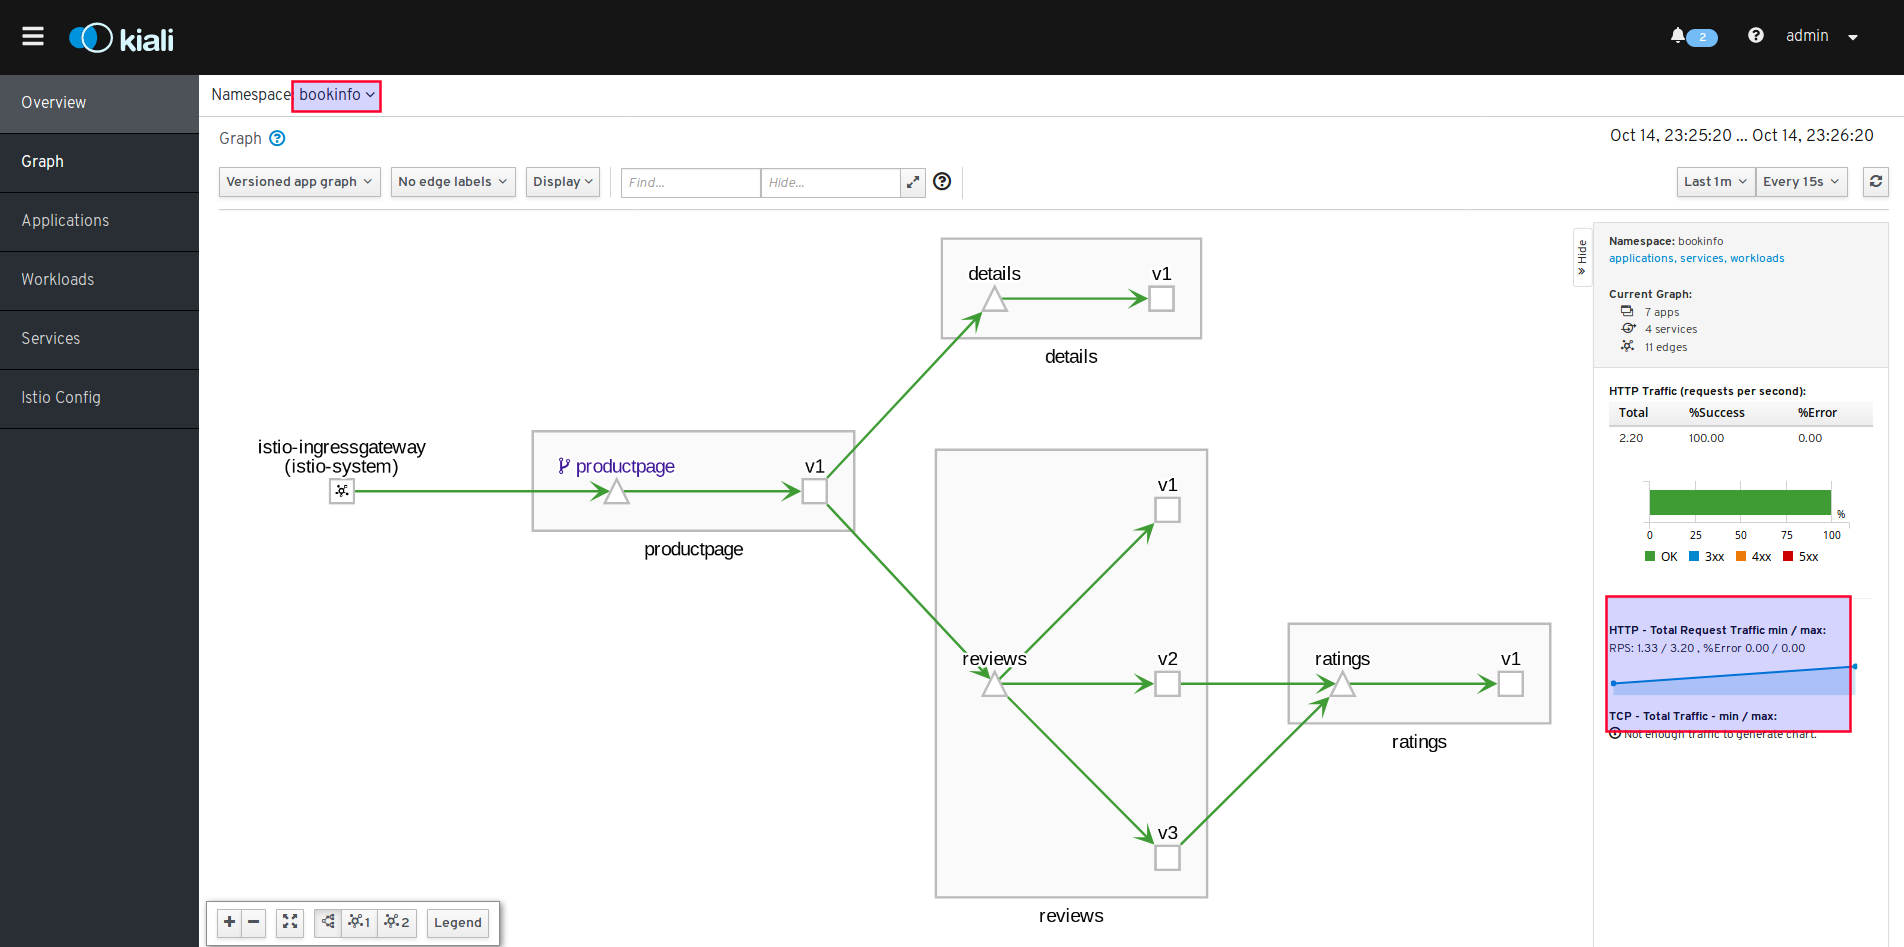 kiali
2
admin
Overview
Graph
Applications
Workloads
Services
Istio Config
Namespace bookinfo
Graph
Oct 14, 23:25:20 ... Oct 14, 23:26:20
Versioned app graph
No edge labels
Display
Find...
Hide...
Last 1m
Every 15s
details
v1
details
istio-ingressgateway
(istio-system)
productpage
v1
productpage
v1
reviews
v2
v3
reviews
ratings
v1
ratings
Hide
Namespace: bookinfo
applications, services, workloads
Current Graph:
7 apps
4 services
11 edges
HTTP Traffic (requests per second):
Total %Success %Error
2.20 100.00 0.00
%
0 25 50 75 100
OK 3xx 4xx 5xx
HTTP - Total Request Traffic min / max:
RPS: 1.33 / 3.20 , %Error 0.00 / 0.00
TCP - Total Traffic - min / max:
Not enough traffic to generate chart.
1
2
Legend